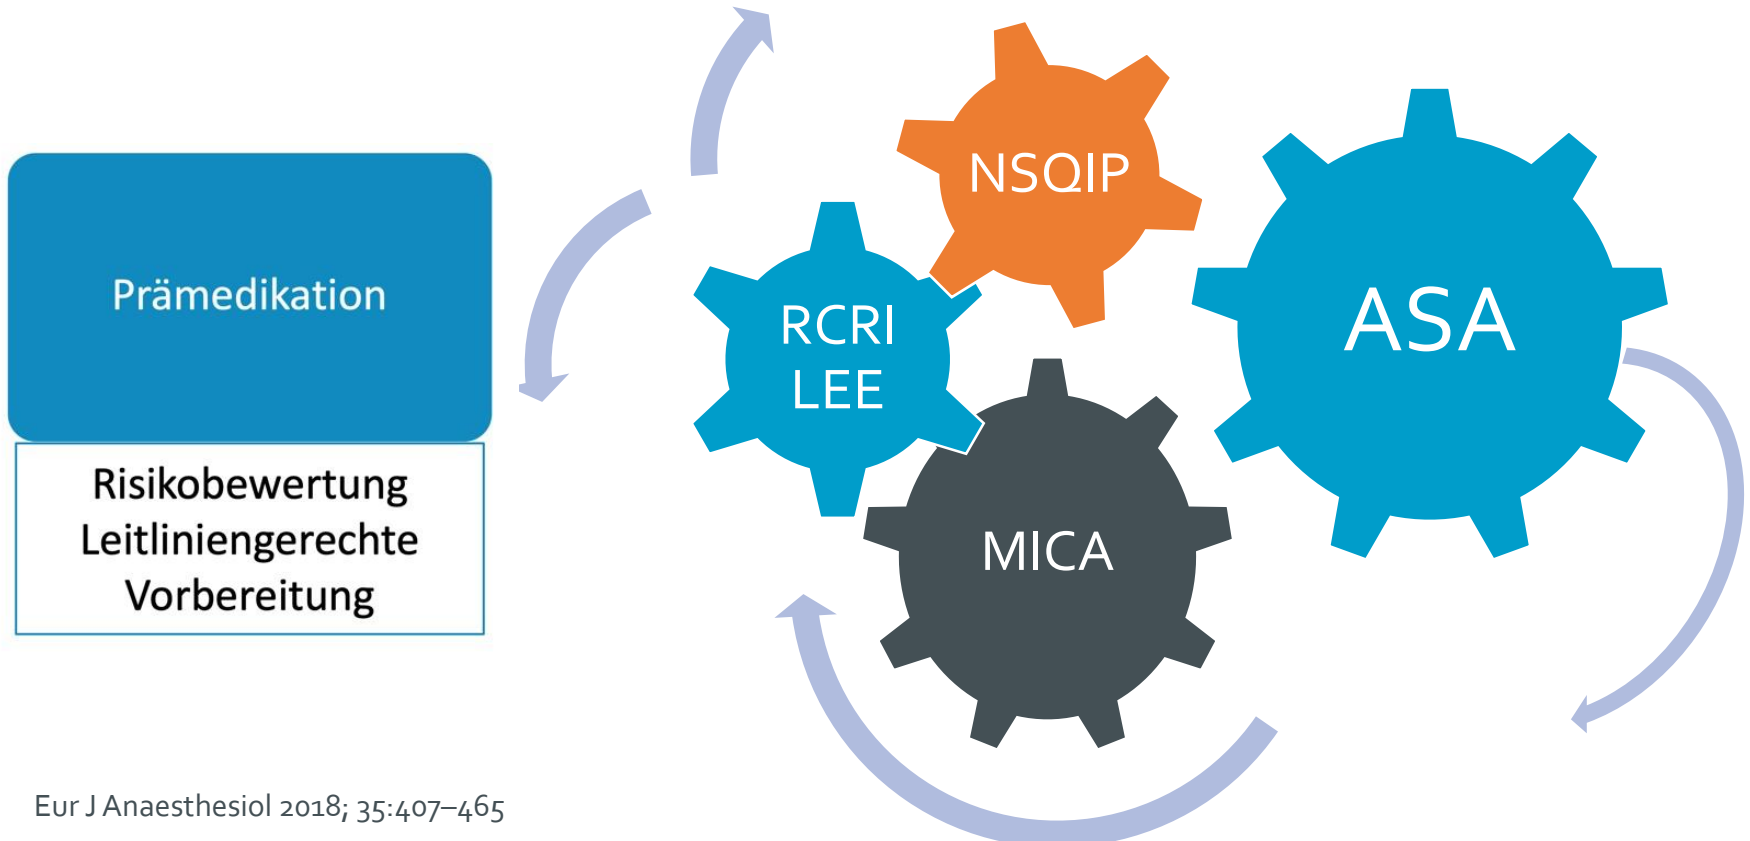 Prämedikation
Risikobewertung
Leitliniengerechte
Vorbereitung
NSQIP
RCRI
LEE
ASA
MICA
Eur J Anaesthesiol 2018; 35:407–465